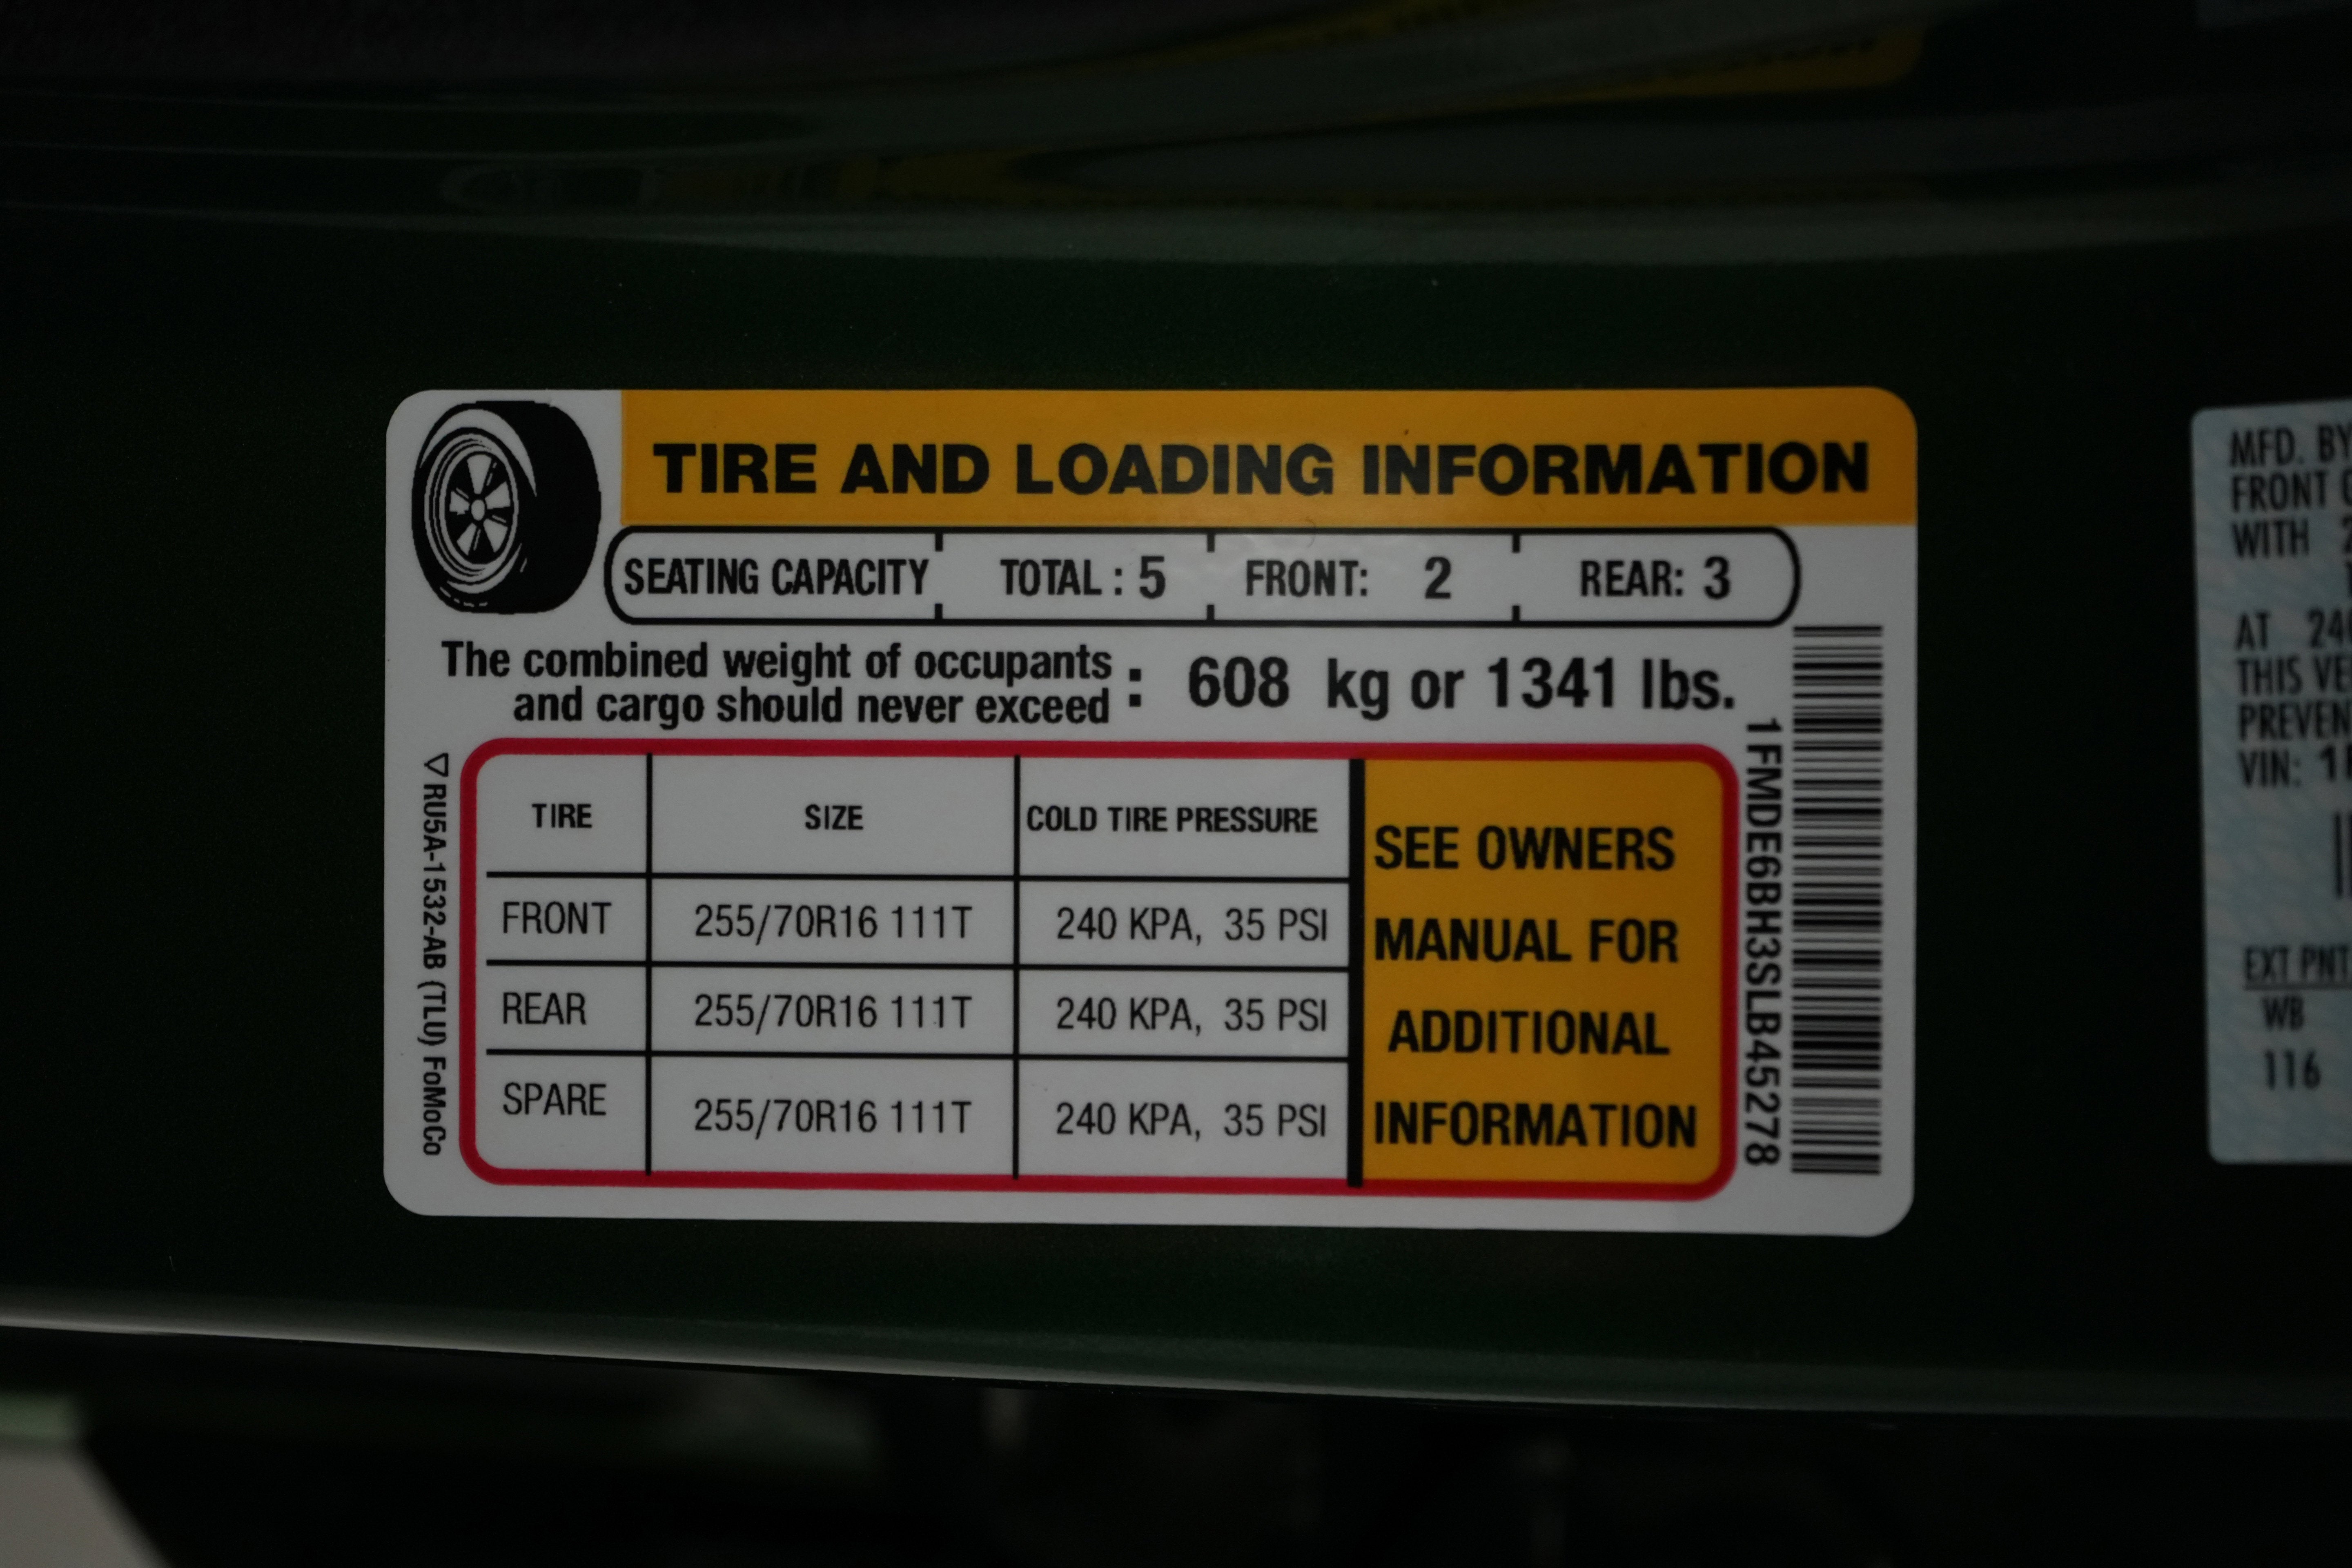 TIRE AND LOADING INFORMATION
SEATING CAPACITY TOTAL : 5 FRONT: 2 REAR: 3
The combined weight of occupants
and cargo should never exceed : 608 kg or 1341 lbs.
TIRE SIZE COLD TIRE PRESSURE
FRONT 255/70R16 111T 240 KPA, 35 PSI
REAR 255/70R16 111T 240 KPA, 35 PSI
SPARE 255/70R16 111T 240 KPA, 35 PSI
SEE OWNERS
MANUAL FOR
ADDITIONAL
INFORMATION
RU5A-1532-AB (TLU) FoMoCo
1FMDE6BH3SLB45278
MFD. BY
FRONT
WITH
AT
THIS
VIN:
EXT PNT
WB
116